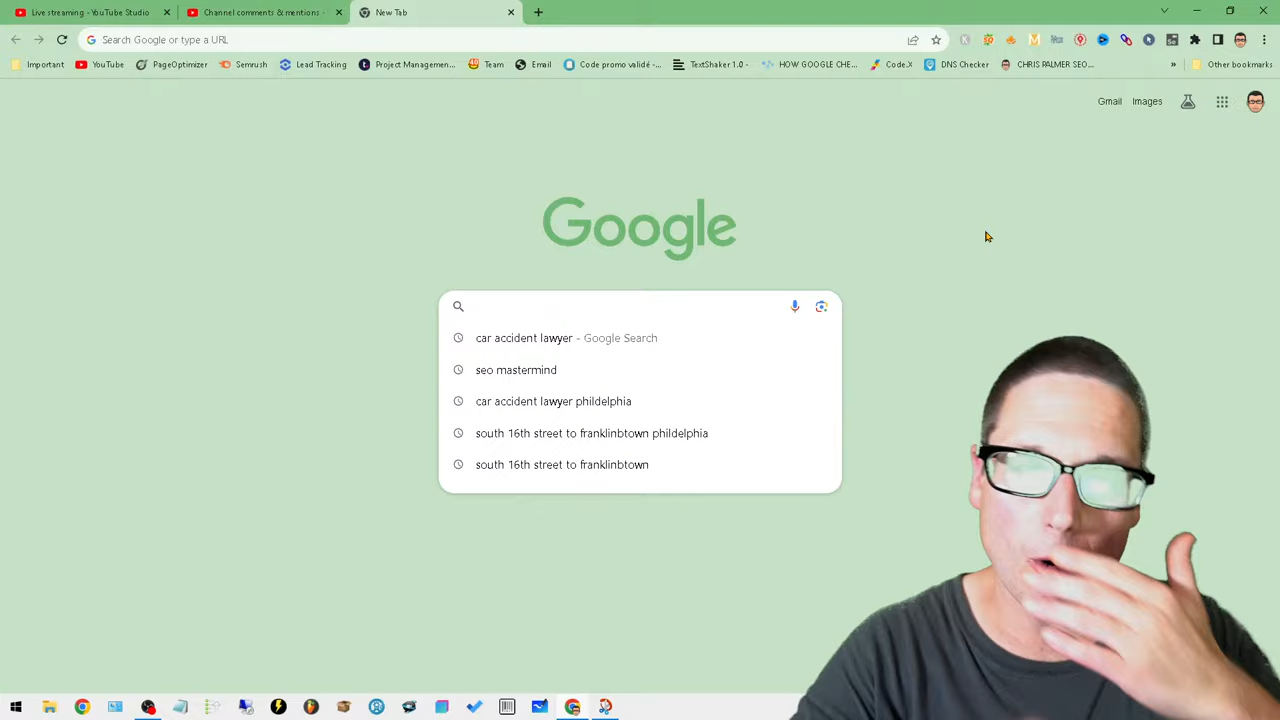 Live streaming - YouTube Studio
Channel comments & mentions -
New Tab
Search Google or type a URL
Important
YouTube
PageOptimizer
Semrush
Lead Tracking
Project Managemen...
Team
Email
Code promo validé -...
TextShaker 1.0 -
HOW GOOGLE CHE...
Code.X
DNS Checker
CHRIS PALMER SEO...
»
Other bookmarks
Gmail
Images
Google
car accident lawyer - Google Search
seo mastermind
car accident lawyer phildelphia
south 16th street to franklinbtown phildelphia
south 16th street to franklinbtown